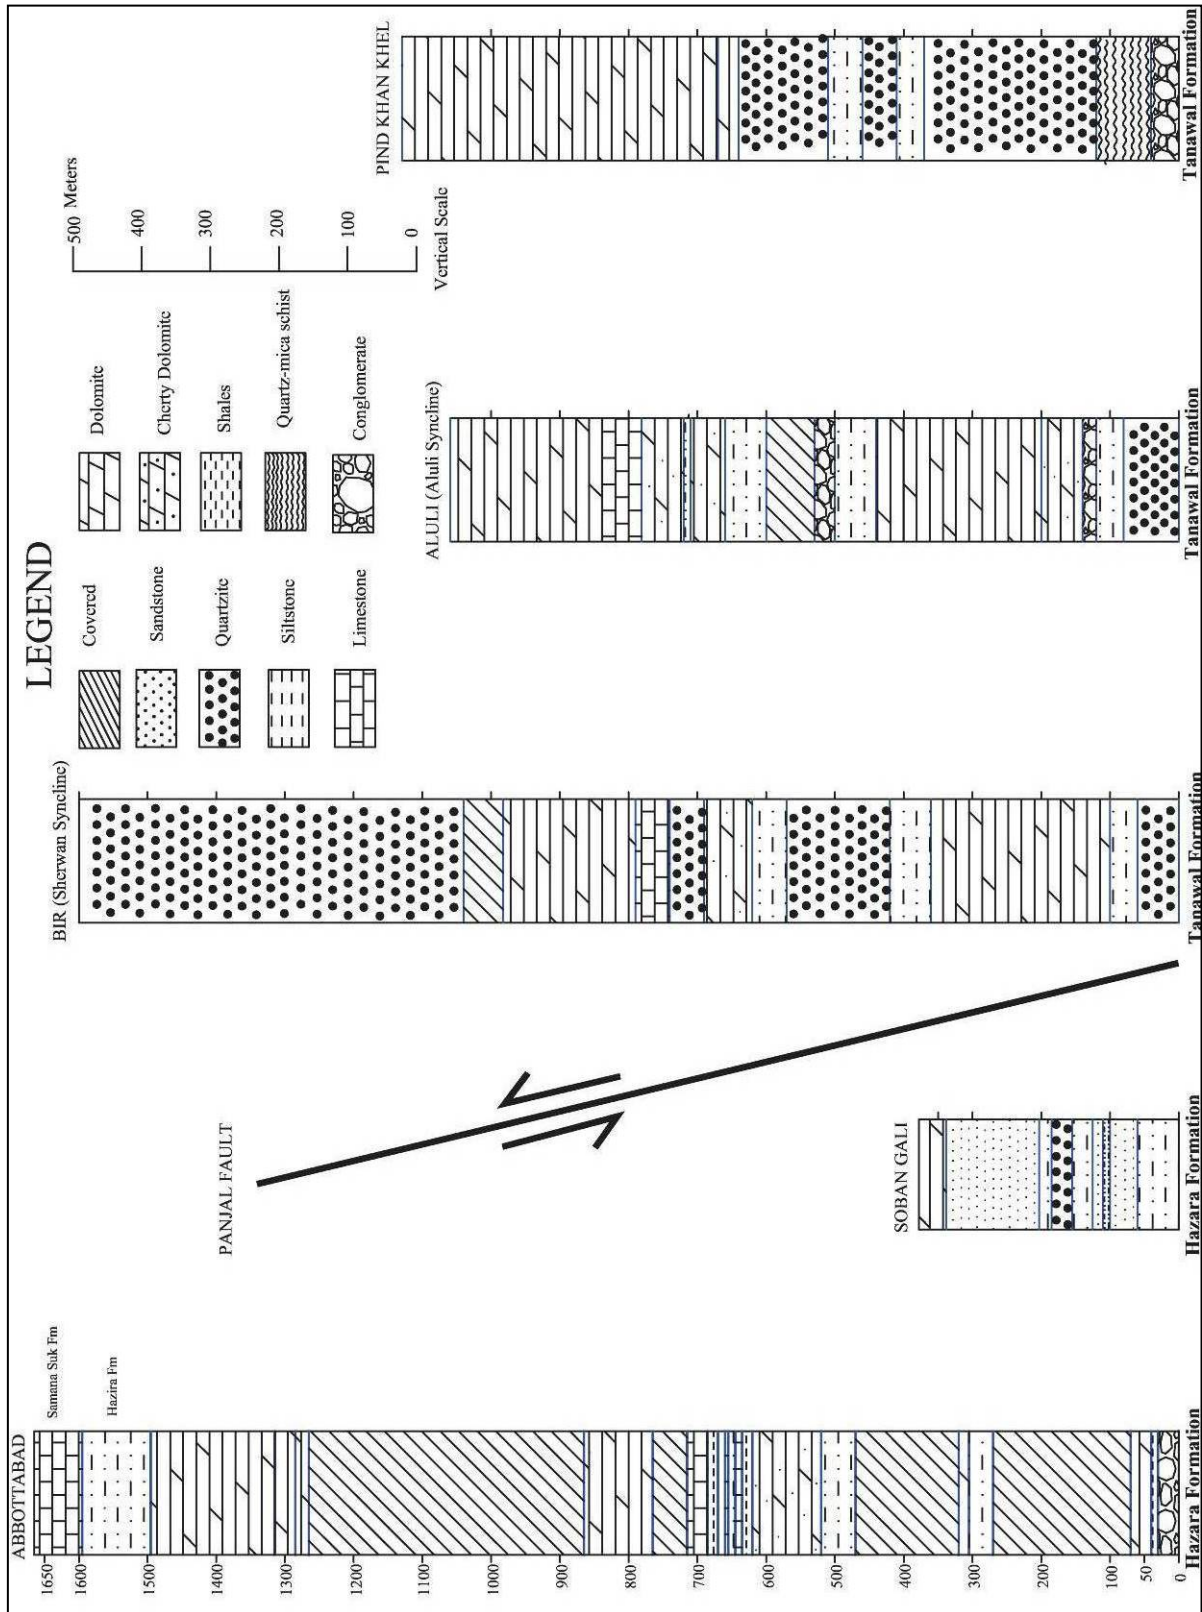 LEGEND
Covered
Sandstone
Quartzite
Siltstone
Limestone
Dolomite
Cherty Dolomite
Shales
Quartz-mica schist
Conglomerate
500 Meters
400
300
200
100
0
Vertical Scale
ABBOTTABAD
Samana Suk Fm
Hazira Fm
1650
1600
1500
1400
1300
1200
1100
1000
900
800
700
600
500
400
300
200
100
50
0
Hazara Formation
PANJAL FAULT
SOBAN GALI
Hazara Formation
BIR (Sherwan Syncline)
Tanawal Formation
ALULI (Aluli Syncline)
Tanawal Formation
PIND KHAN KHEL
Tanawal Formation